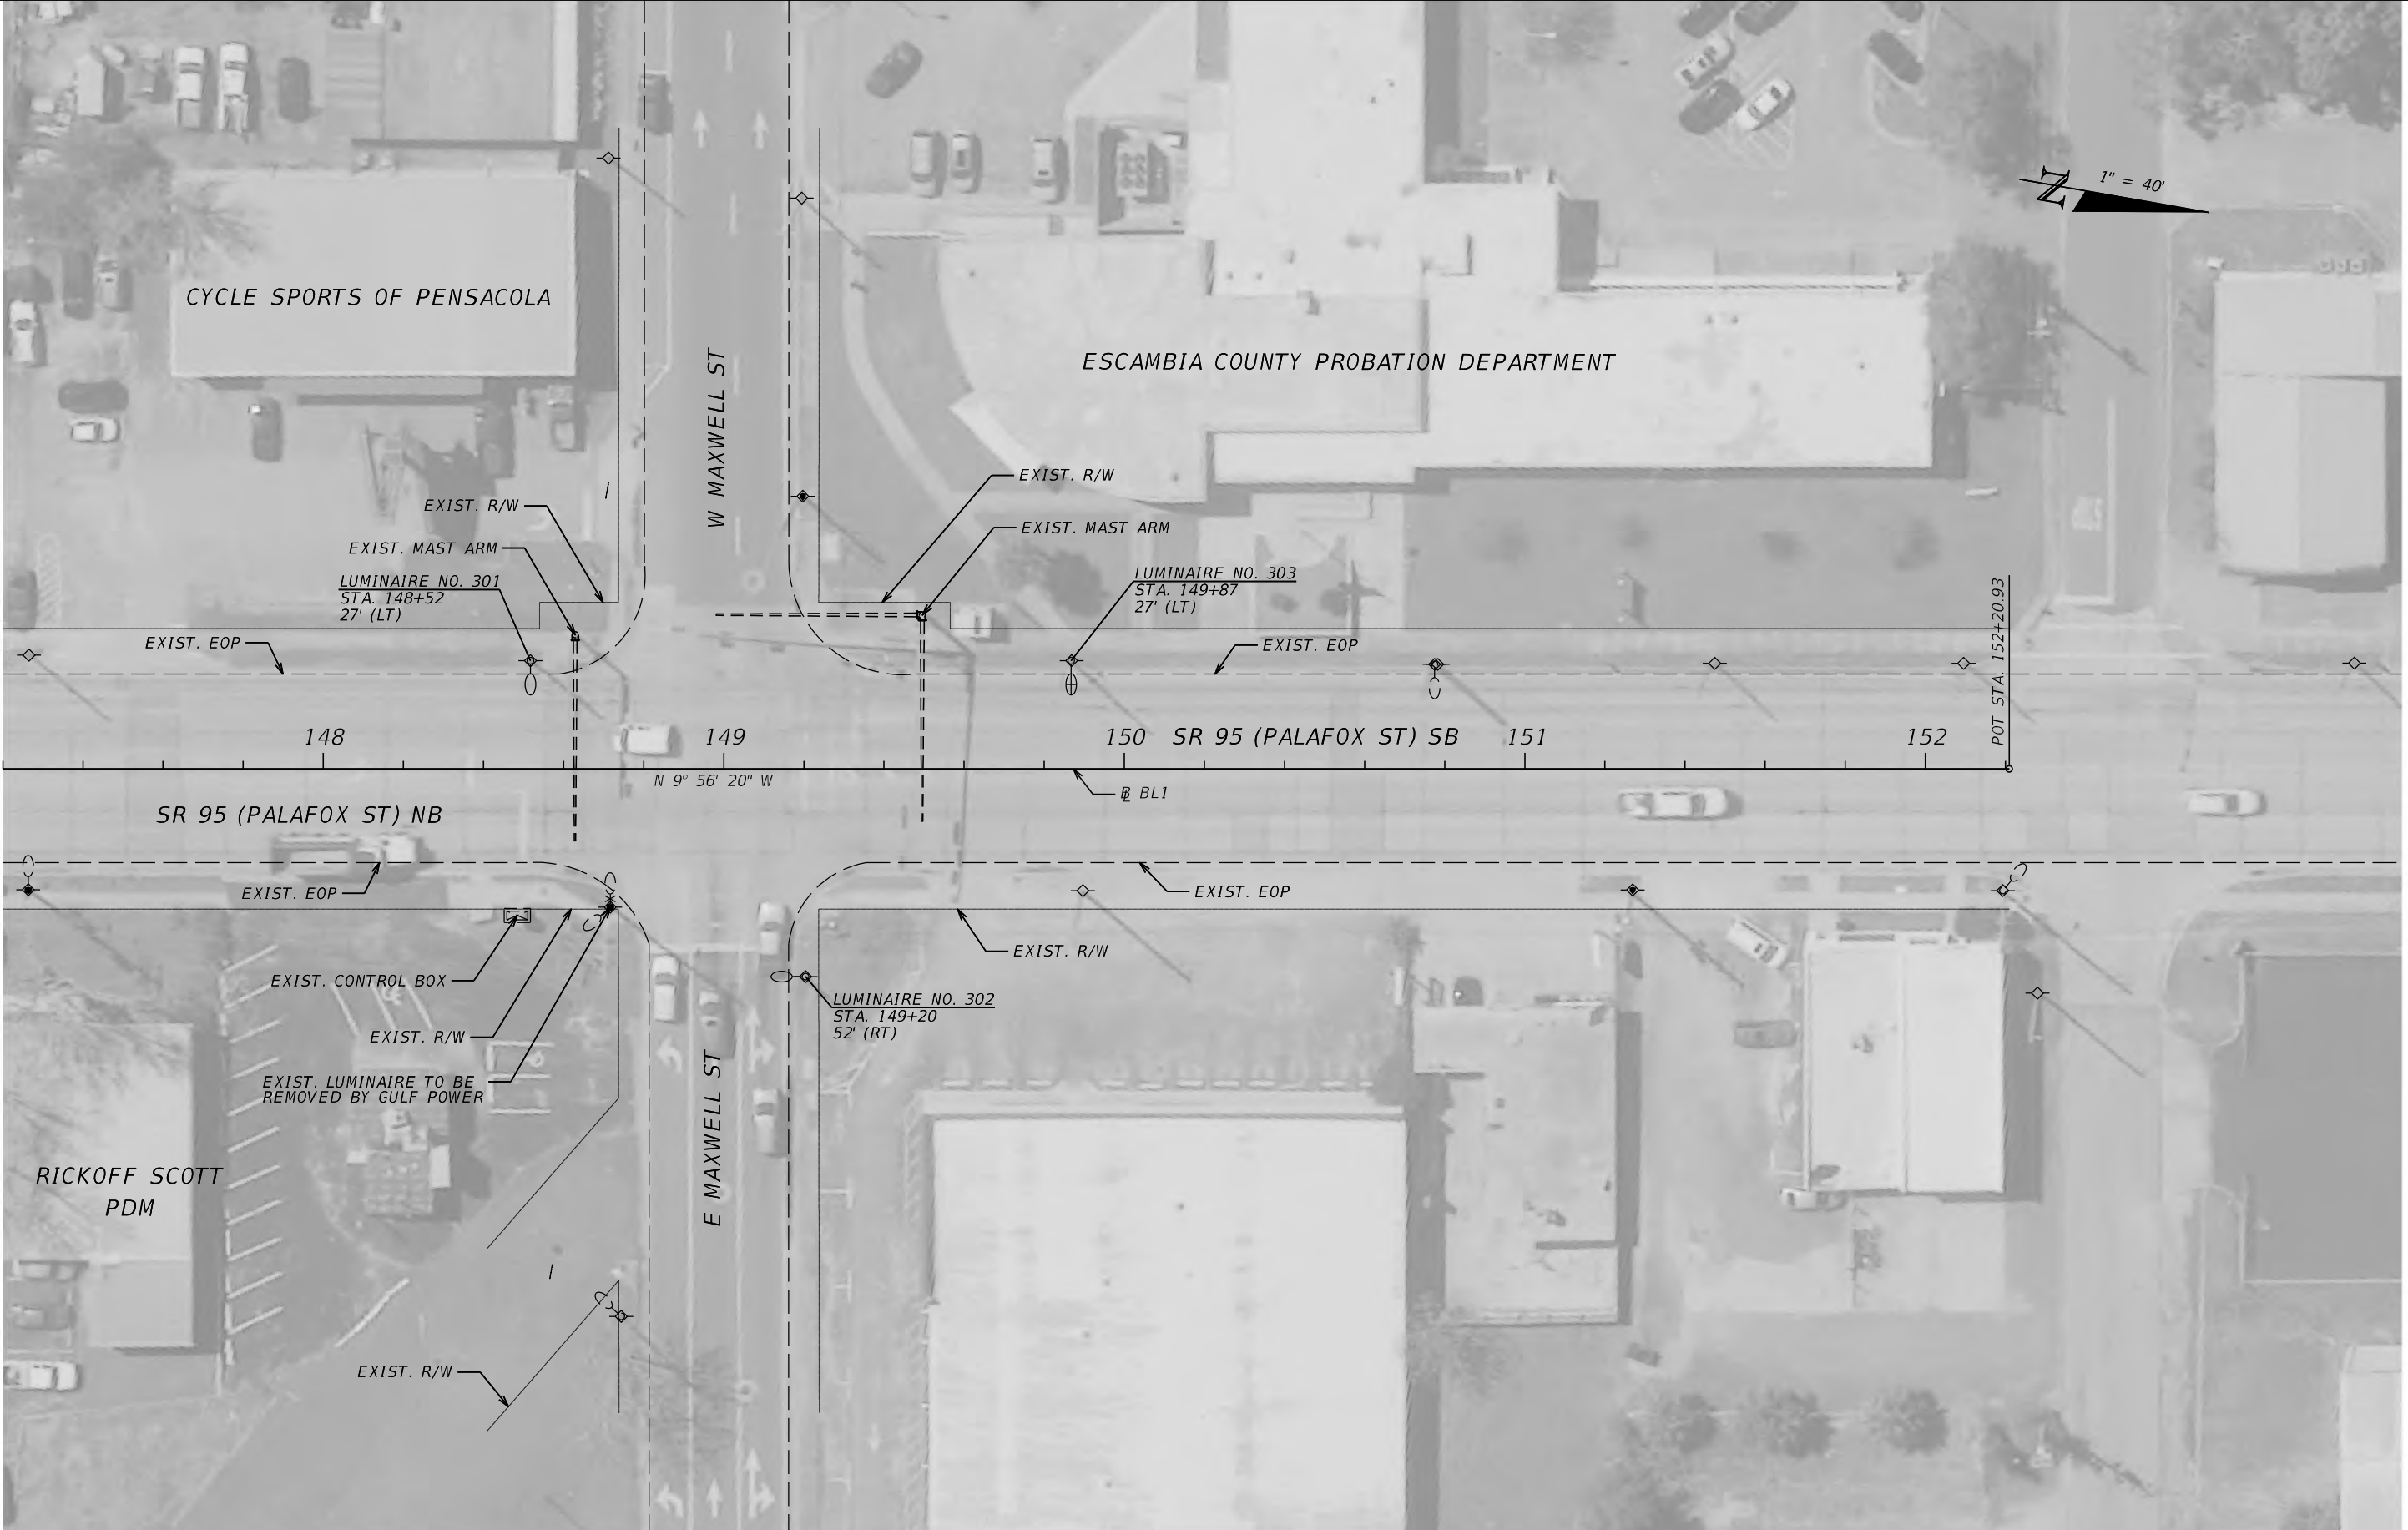 N
1" = 40'
CYCLE SPORTS OF PENSACOLA
ESCAMBIA COUNTY PROBATION DEPARTMENT
W MAXWELL ST
EXIST. R/W
EXIST. MAST ARM
LUMINAIRE NO. 301
STA. 148+52
27' (LT)
EXIST. EOP
EXIST. R/W
EXIST. MAST ARM
LUMINAIRE NO. 303
STA. 149+87
27' (LT)
EXIST. EOP
POT STA. 152+20.93
148
149
150
SR 95 (PALAFOX ST) SB
151
152
N 9° 56' 20" W
B BL1
SR 95 (PALAFOX ST) NB
EXIST. EOP
EXIST. EOP
EXIST. R/W
EXIST. CONTROL BOX
LUMINAIRE NO. 302
STA. 149+20
52' (RT)
EXIST. R/W
EXIST. LUMINAIRE TO BE
REMOVED BY GULF POWER
E MAXWELL ST
RICKOFF SCOTT
PDM
EXIST. R/W